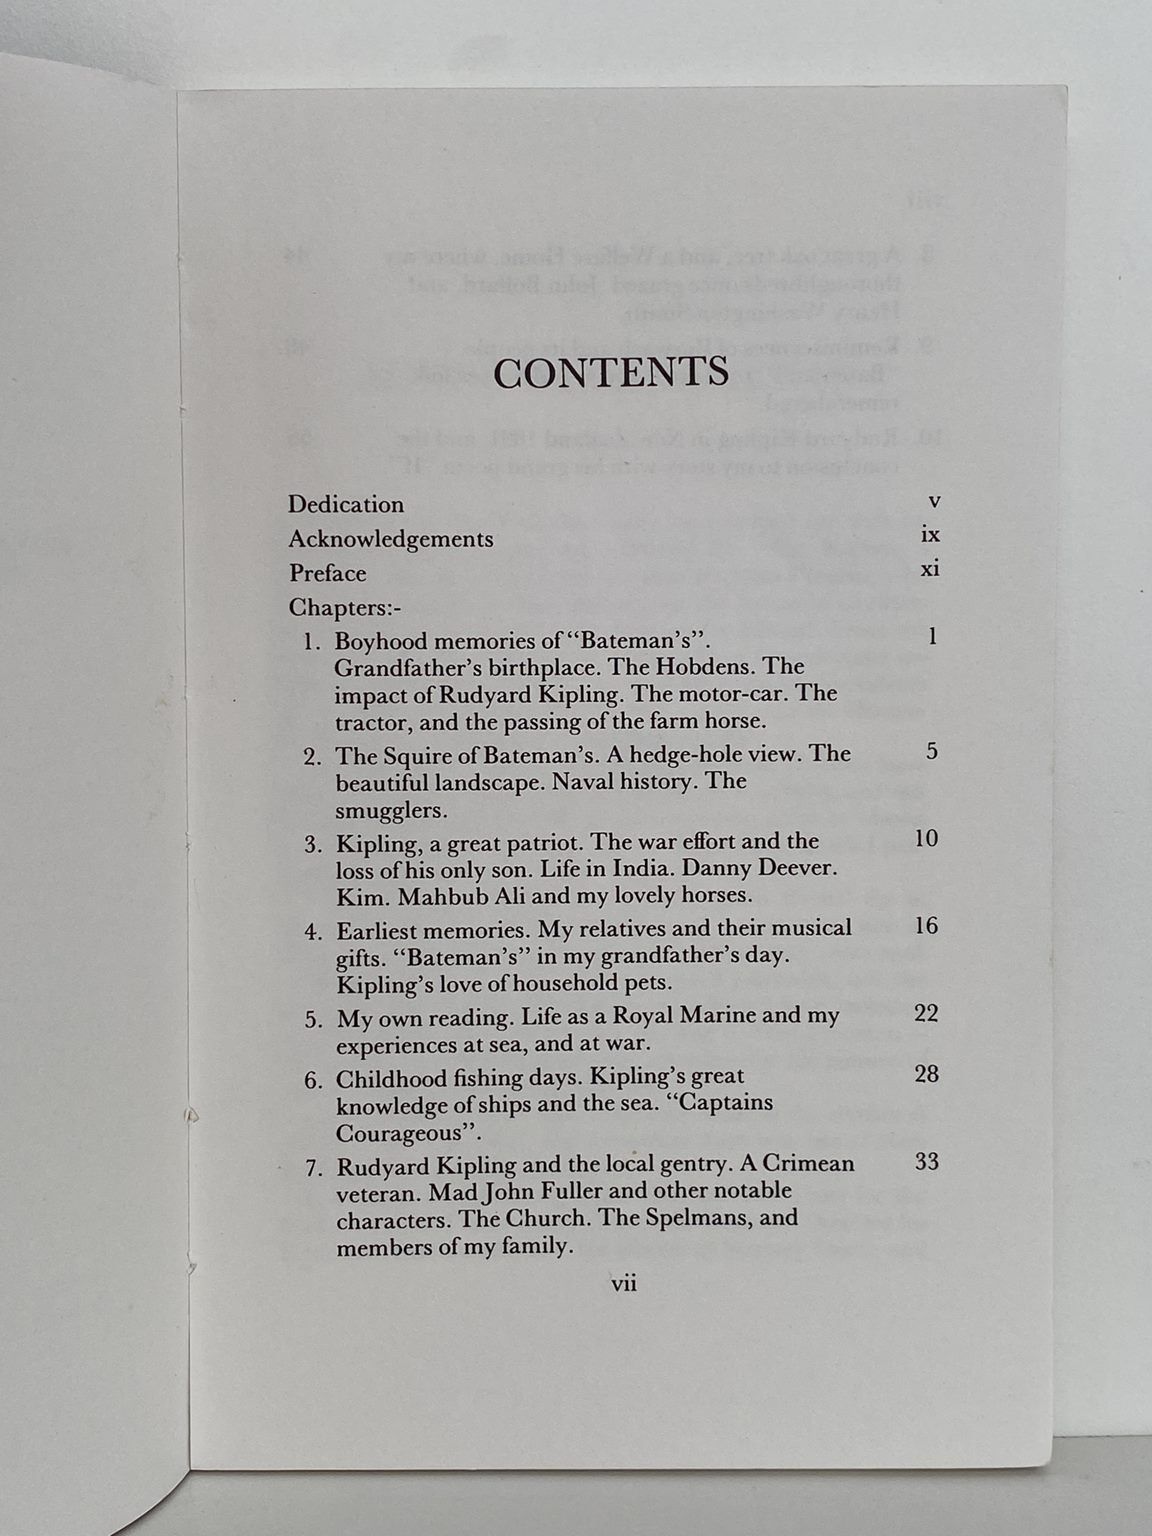 CONTENTS
Dedication v
Acknowledgements ix
Preface xi
Chapters:-
1. Boyhood memories of “Bateman’s”. 1
Grandfather’s birthplace. The Hobdens. The
impact of Rudyard Kipling. The motor-car. The
tractor, and the passing of the farm horse.
2. The Squire of Bateman’s. A hedge-hole view. The 5
beautiful landscape. Naval history. The
smugglers.
3. Kipling, a great patriot. The war effort and the 10
loss of his only son. Life in India. Danny Deever.
Kim. Mahbub Ali and my lovely horses.
4. Earliest memories. My relatives and their musical 16
gifts. “Bateman’s” in my grandfather’s day.
Kipling’s love of household pets.
5. My own reading. Life as a Royal Marine and my 22
experiences at sea, and at war.
6. Childhood fishing days. Kipling’s great 28
knowledge of ships and the sea. “Captains
Courageous”.
7. Rudyard Kipling and the local gentry. A Crimean 33
veteran. Mad John Fuller and other notable
characters. The Church. The Spelmans, and
members of my family.
vii